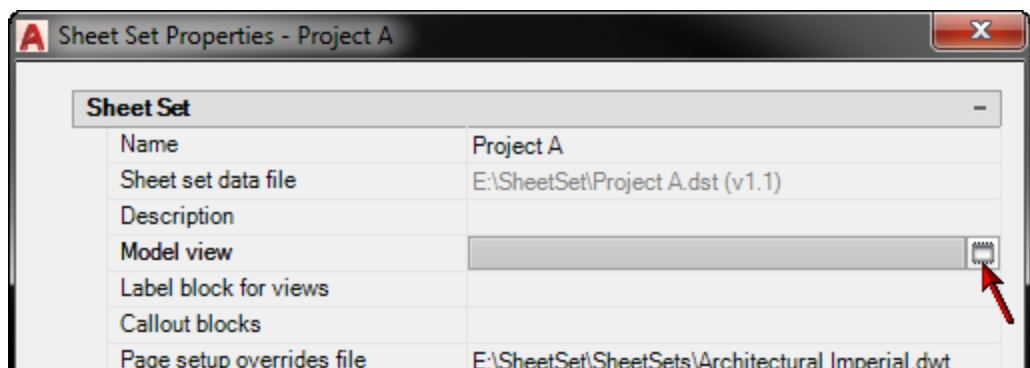 Sheet Set Properties - Project A
Sheet Set
Name Project A
Sheet set data file E:\SheetSet\Project A.dst (v1.1)
Description
Model view
Label block for views
Callout blocks
Page setup overrides file E:\SheetSet\SheetSets\Architectural Imperial.dwt